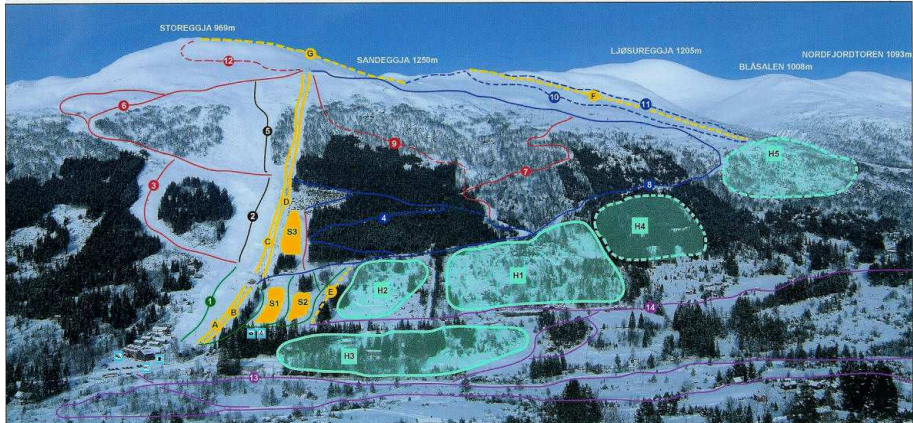 STOREGGJA 969m
SANDEGGJA 1250m
LJØSUREGGJA 1205m
NORDFJORDTOREN 1093m
BLÅSALEN 1008m
G
12
F
10
11
6
5
9
7
H5
3
D
8
2
S3
4
H4
C
H1
1
H2
E
S1
S2
B
A
14
H3
13